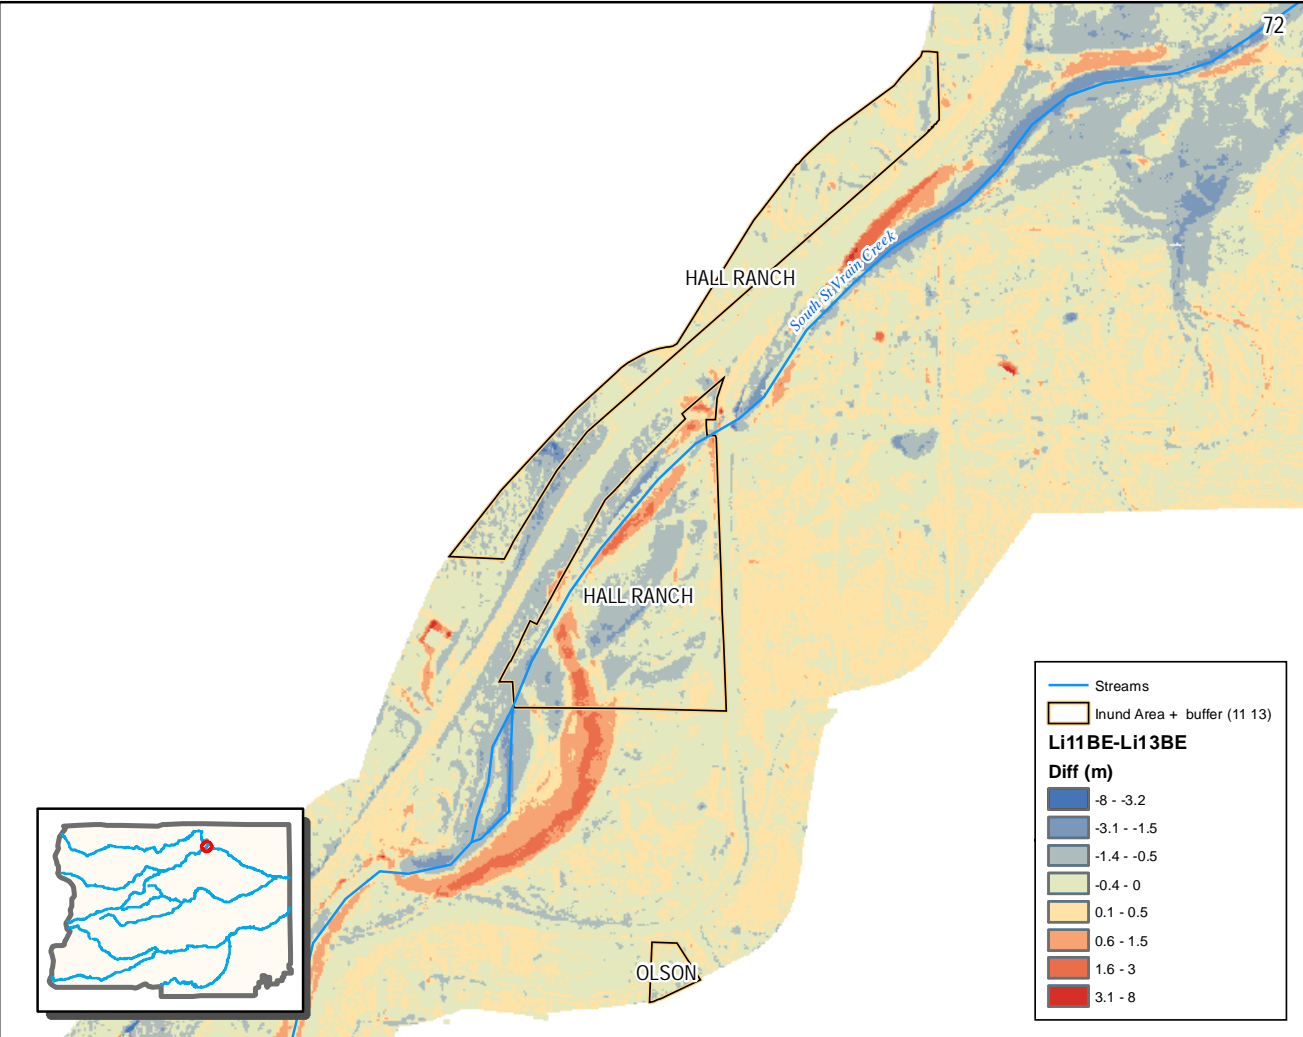 72
HALL RANCH
South St Vrain Creek
HALL RANCH
OLSON
Streams
Inund Area + buffer (11 13)
Li11BE-Li13BE
Diff (m)
-8 - -3.2
-3.1 - -1.5
-1.4 - -0.5
-0.4 - 0
0.1 - 0.5
0.6 - 1.5
1.6 - 3
3.1 - 8